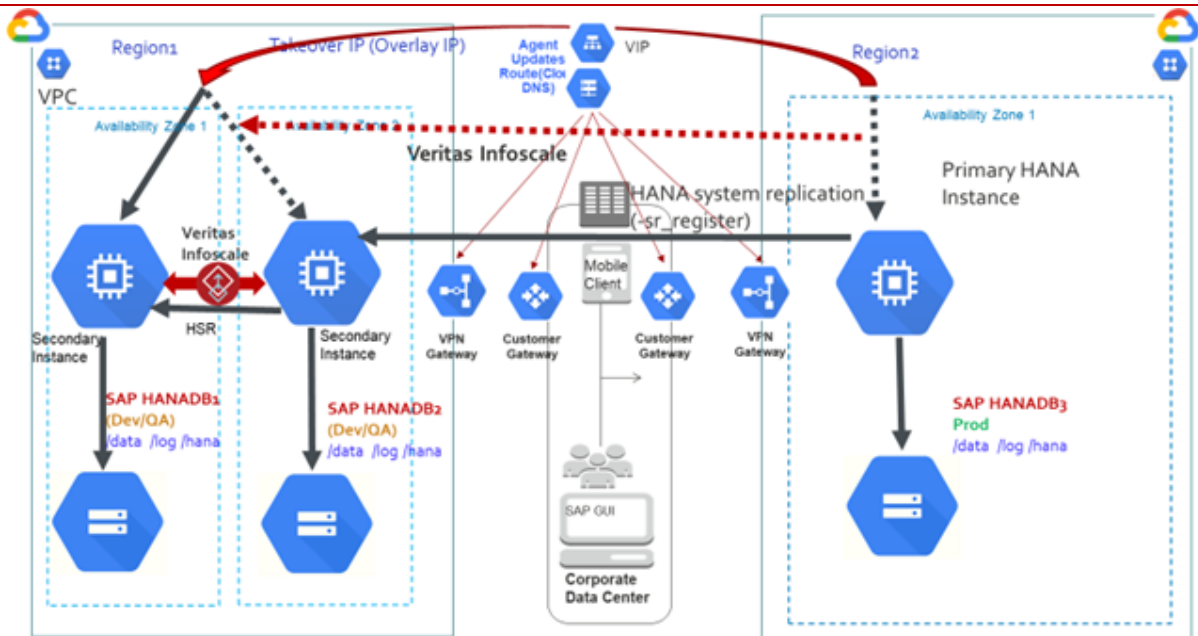 Region1
Takeover IP (Overlay IP)
Agent
Updates
Route(Clou
DNS)
VIP
Region2
VPC
Availability Zone 1
Availability Zone 2
Availability Zone 1
Veritas Infoscale
Primary HANA
Instance
HANA system replication
(-sr_register)
Veritas
Infoscale
Mobile
Client
HSR
Secondary
Instance
Secondary
Instance
VPN
Gateway
Customer
Gateway
Customer
Gateway
VPN
Gateway
SAP HANADB1
(Dev/QA)
/data /log /hana
SAP HANADB2
(Dev/QA)
/data /log /hana
SAP HANADB3
Prod
/data /log /hana
SAP GUI
Corporate
Data Center